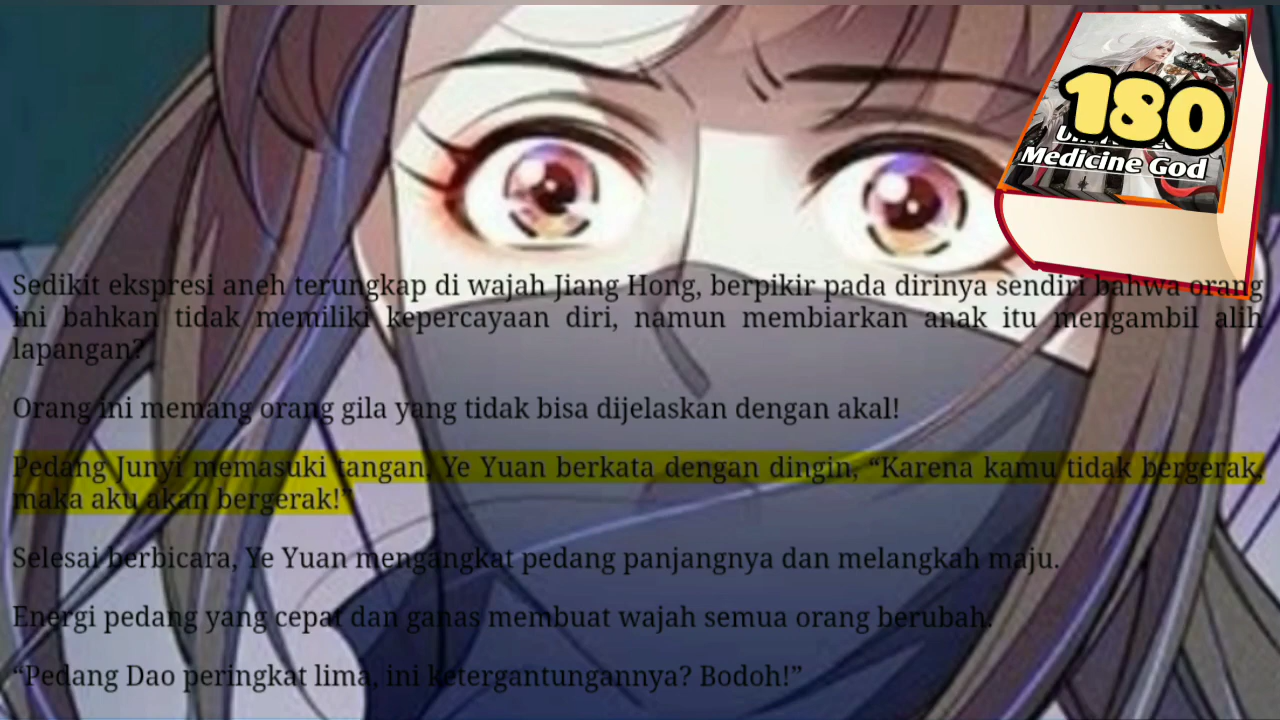 180
Medicine God
Sedikit ekspresi aneh terungkap di wajah Jiang Hong, berpikir pada dirinya sendiri bahwa orang
ini bahkan tidak memiliki kepercayaan diri, namun membiarkan anak itu mengambil alih
lapangan?
Orang ini memang orang gila yang tidak bisa dijelaskan dengan akal!
Pedang Junyi memasuki tangan, Ye Yuan berkata dengan dingin, “Karena kamu tidak bergerak,
maka aku akan bergerak!”
Selesai berbicara, Ye Yuan mengangkat pedang panjangnya dan melangkah maju.
Energi pedang yang cepat dan ganas membuat wajah semua orang berubah.
“Pedang Dao peringkat lima, ini ketergantungannya? Bodoh!”